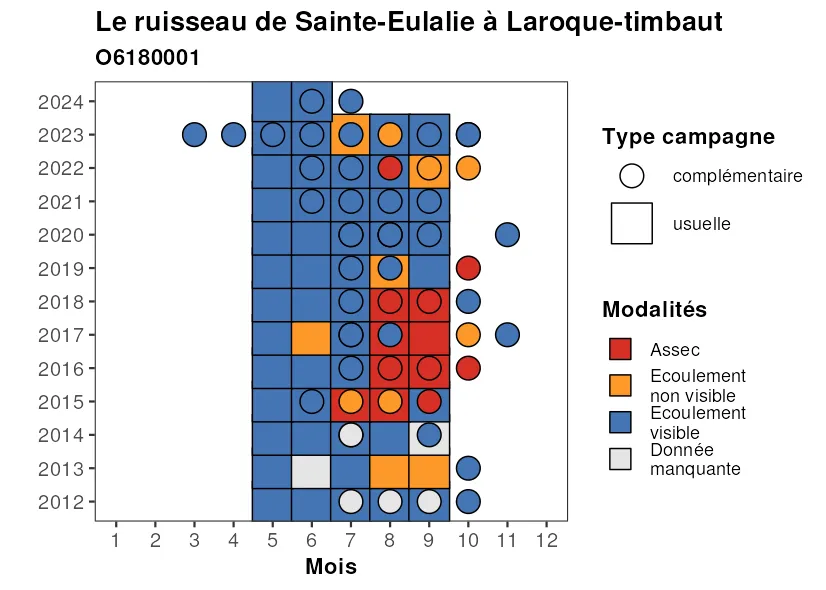 Le ruisseau de Sainte-Eulalie à Laroque-timbaut
O6180001
2024
2023
2022
2021
2020
2019
2018
2017
2016
2015
2014
2013
2012
1 2 3 4 5 6 7 8 9 10 11 12
Mois
Type campagne
complémentaire
usuelle
Modalités
Assec
Ecoulement
non visible
Ecoulement
visible
Donnée
manquante